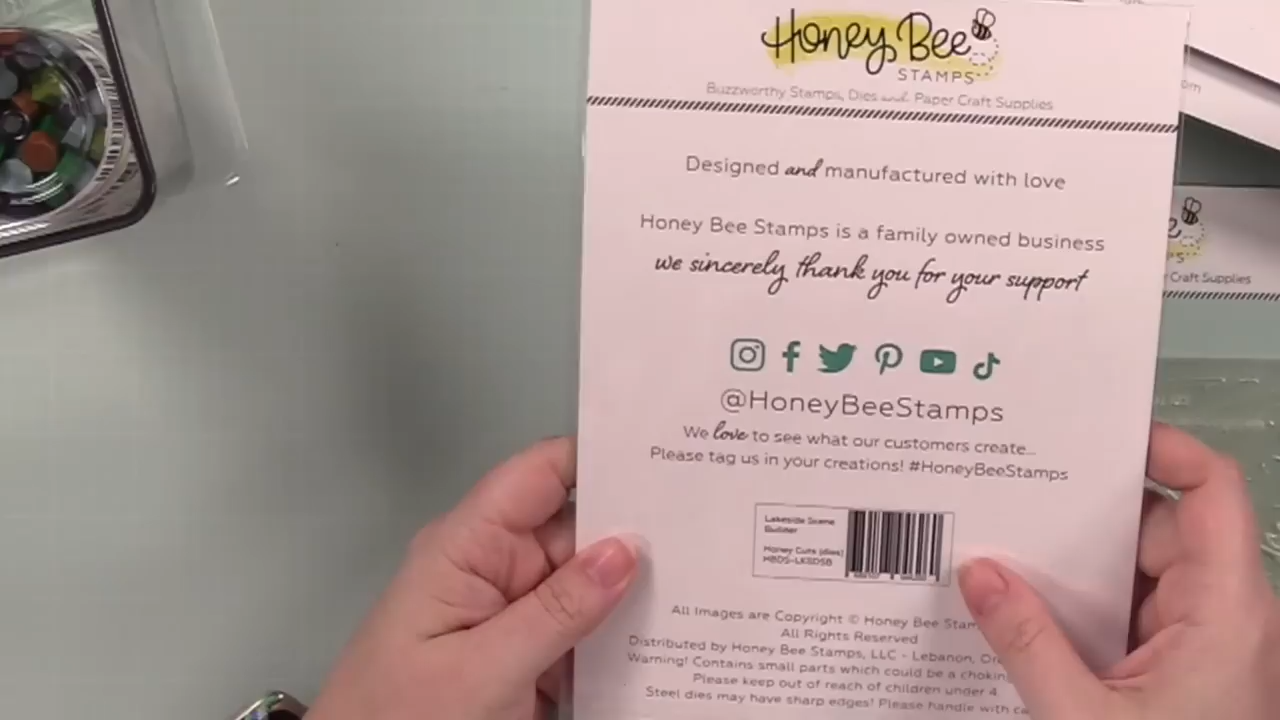 Honey Bee
STAMPS
Buzzworthy Stamps, Dies and Paper Craft Supplies
Designed and manufactured with love
Honey Bee Stamps is a family owned business
we sincerely thank you for your support
@HoneyBeeStamps
We love to see what our customers create...
Please tag us in your creations! #HoneyBeeStamps
Lakeside Scene
Builder
Honey Cuts (dies)
HBDS-LKSDSB
All Images are Copyright © Honey Bee
All Rights Reserved
Distributed by Honey Bee Stamps, LLC - Lebanon,
Warning! Contains small parts which could be a
Please keep out of reach of children under 4.
Steel dies may have sharp edges! Please handle with
Craft Supplies